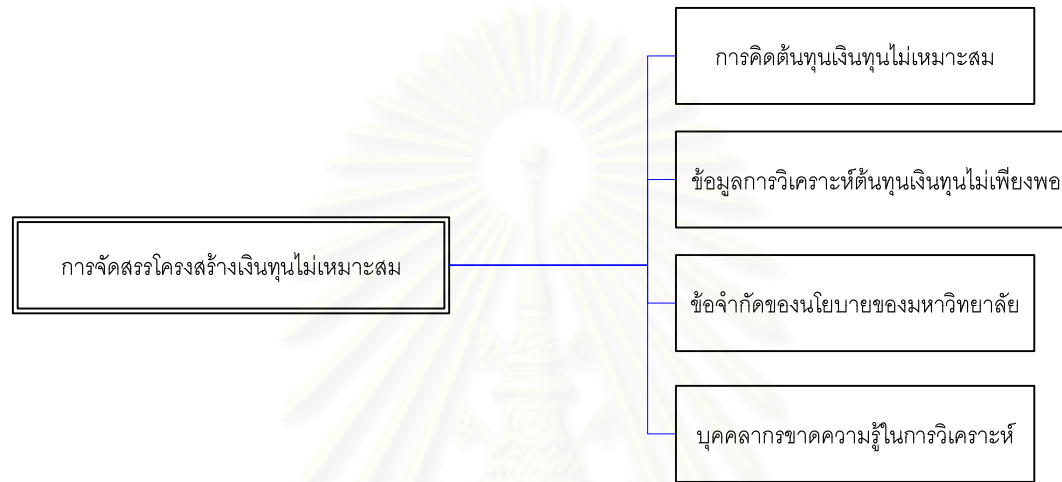 การคิดต้นทุนเงินทุนไม่เหมาะสม
ข้อมูลการวิเคราะห์ต้นทุนเงินทุนไม่เพียงพอ
การจัดสรรโครงสร้างเงินทุนไม่เหมาะสม
ข้อจำกัดของนโยบายของมหาวิทยาลัย
บุคคลากรขาดความรู้ในการวิเคราะห์